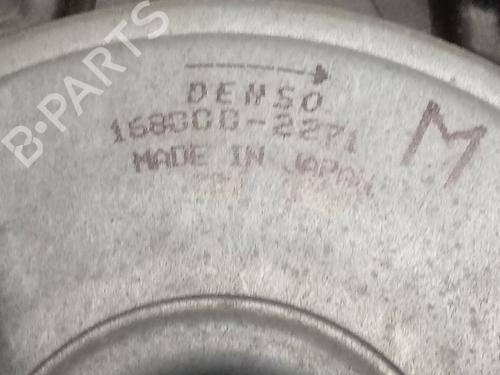 B-PARTS
DENSO
168000-2271
MADE IN JAPAN
M